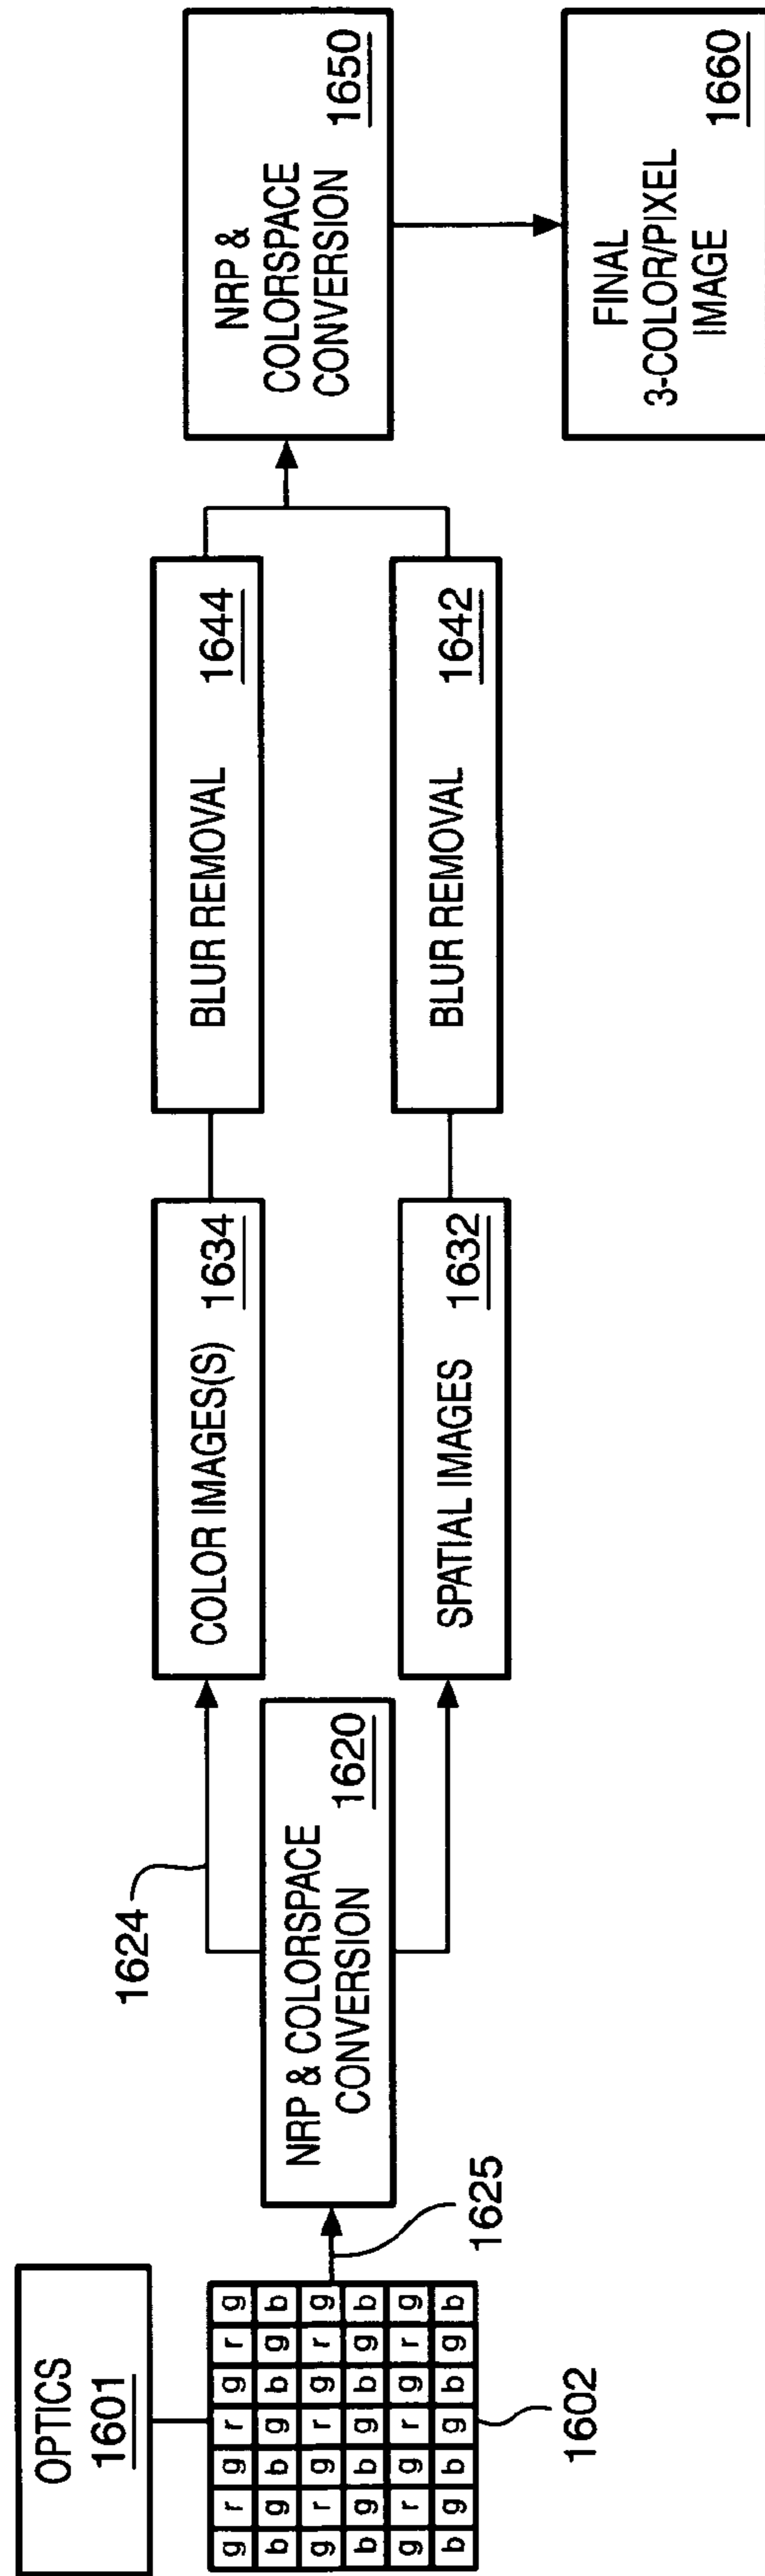 OPTICS
1601
g r g r g r g
b g b g b g b
g r g r g r g
b g b g b g b
g r g r g r g
b g b g b g b
1602
1625
1624
NRP & COLORSPACE
CONVERSION
1620
COLOR IMAGES(S)
1634
SPATIAL IMAGES
1632
BLUR REMOVAL
1644
BLUR REMOVAL
1642
NRP &
COLORSPACE
CONVERSION
1650
FINAL
3-COLOR/PIXEL
IMAGE
1660